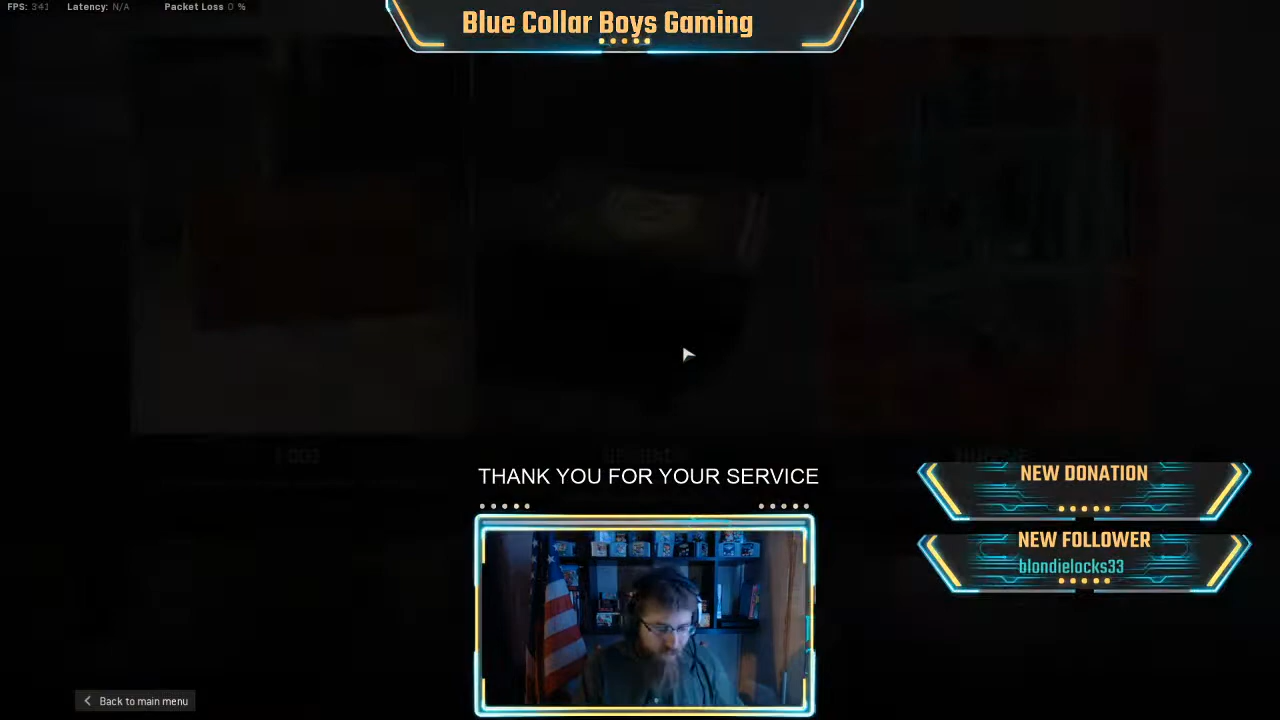 FPS: 341 Latency: N/A Packet Loss 0 %
Blue Collar Boys Gaming
THANK YOU FOR YOUR SERVICE
NEW DONATION
NEW FOLLOWER
blondielocks33
Back to main menu